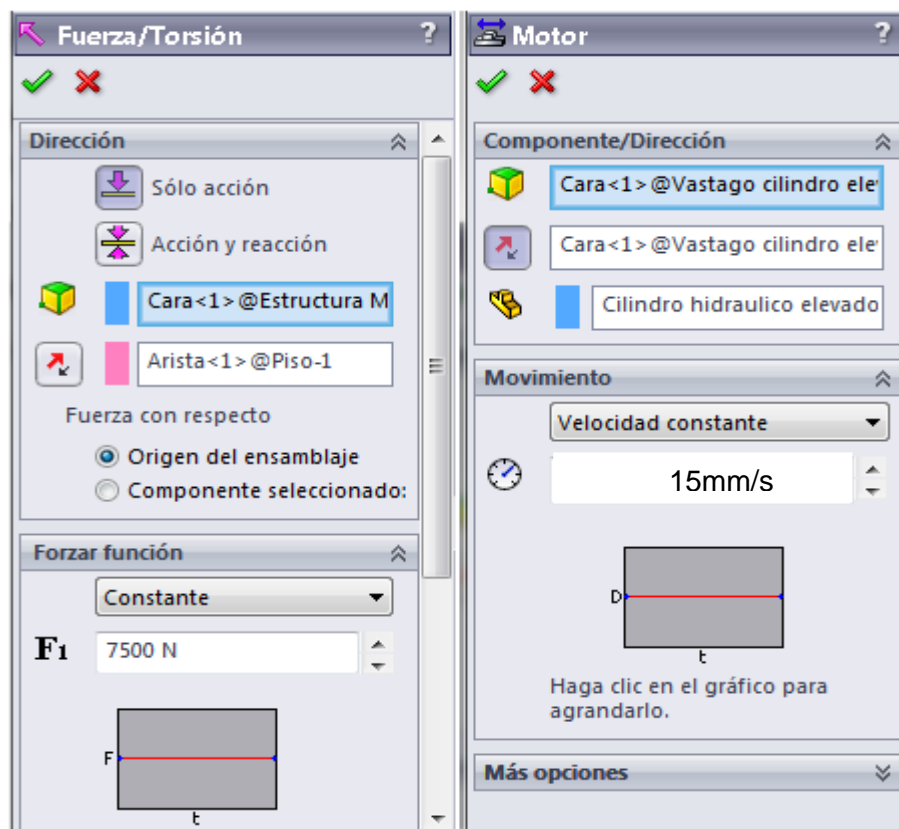 Fuerza/Torsión ?
Dirección
Sólo acción
Acción y reacción
Cara<1>@Estructura M
Arista<1>@Piso-1
Fuerza con respecto
Origen del ensamblaje
Componente seleccionado:
Forzar función
Constante
F1 7500 N
F
t
Motor ?
Componente/Dirección
Cara<1>@Vastago cilindro ele
Cara<1>@Vastago cilindro ele
Cilindro hidraulico elevado
Movimiento
Velocidad constante
15mm/s
D
t
Haga clic en el gráfico para
agrandarlo.
Más opciones